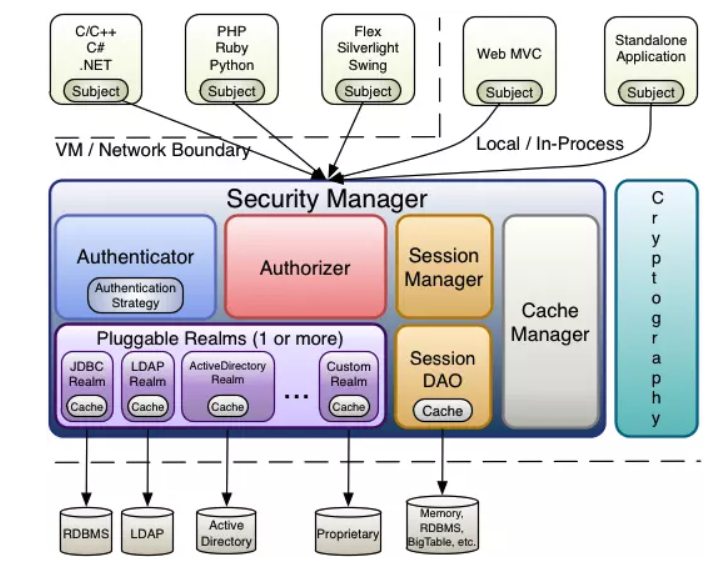 C/C++
C#
.NET
Subject
PHP
Ruby
Python
Subject
Flex
Silverlight
Swing
Subject
Web MVC
Subject
Standalone
Application
Subject
VM / Network Boundary
Local / In-Process
Security Manager
Authenticator
Authentication
Strategy
Authorizer
Session
Manager
Cache
Manager
Cryptography
Pluggable Realms (1 or more)
JDBC
Realm
Cache
LDAP
Realm
Cache
ActiveDirectory
Realm
Cache
...
Custom
Realm
Cache
Session
DAO
Cache
RDBMS
LDAP
Active
Directory
Proprietary
Memory,
RDBMS,
BigTable, etc.